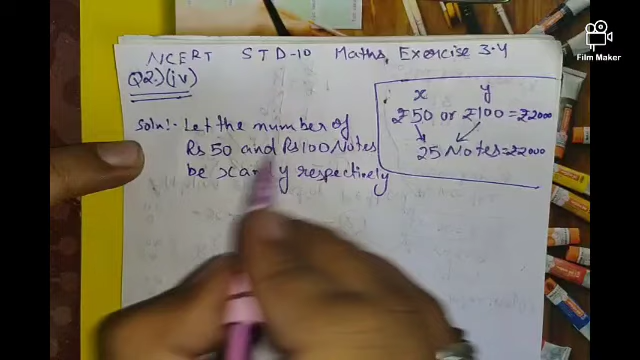 NCERT STD-10 Maths Exercise 3.4
Q2.)(iv)
Soln:- Let the number of
Rs 50 and Rs100 Notes
be x and y respectively
x y
₹50 or ₹100=₹2000
25 Notes=₹2000
Film Maker